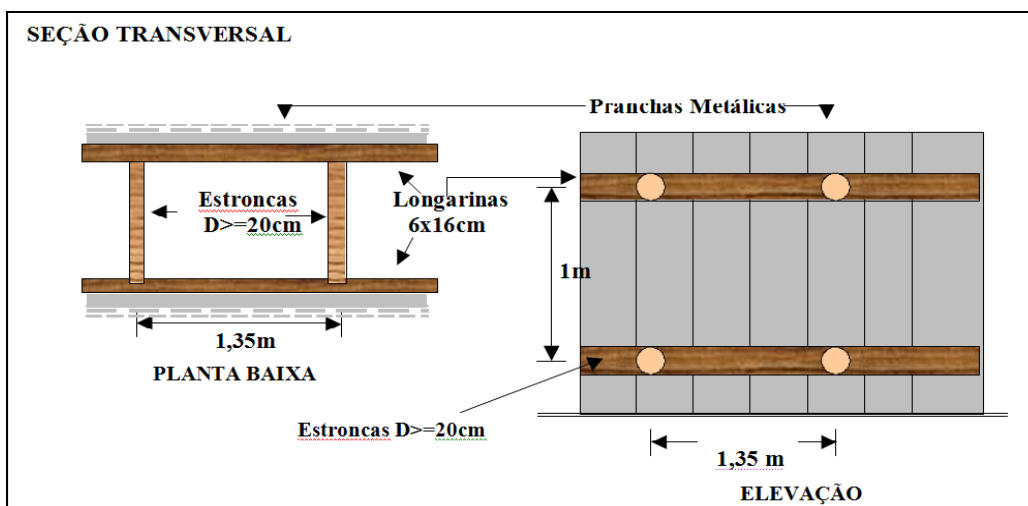 SEÇÃO TRANSVERSAL
Pranchas Metálicas
Estroncas
D>=20cm
Longarinas
6x16cm
1m
1,35m
PLANTA BAIXA
Estroncas D>=20cm
1,35 m
ELEVAÇÃO